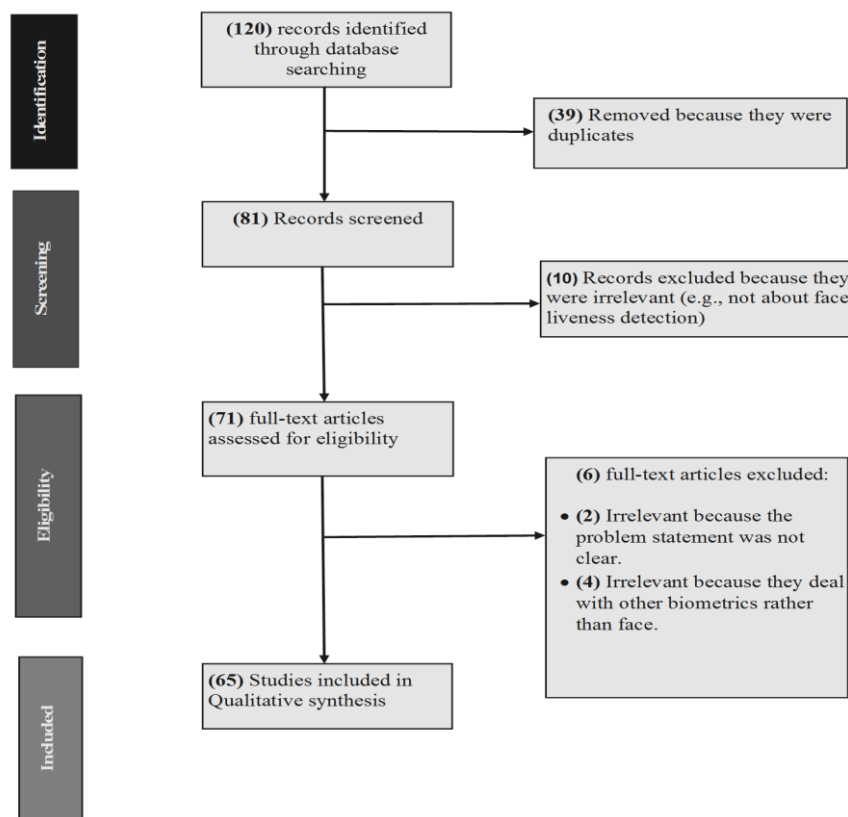 Identification
(120) records identified
through database
searching
(39) Removed because they were
duplicates
Screening
(81) Records screened
(10) Records excluded because they
were irrelevant (e.g., not about face
liveness detection)
Eligibility
(71) full-text articles
assessed for eligibility
(6) full-text articles excluded:
• (2) Irrelevant because the
problem statement was not
clear.
• (4) Irrelevant because they deal
with other biometrics rather
than face.
Included
(65) Studies included in
Qualitative synthesis